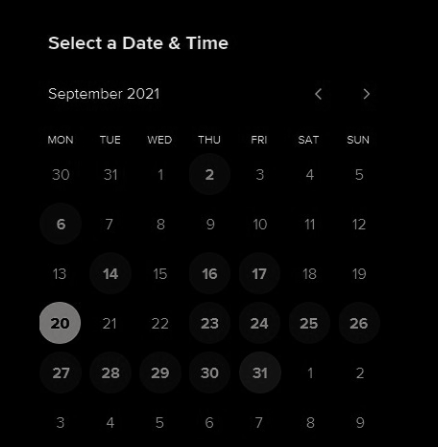 Select a Date & Time
September 2021
MON TUE WED THU FRI SAT SUN
30 31 1 2 3 4 5
6 7 8 9 10 11 12
13 14 15 16 17 18 19
20 21 22 23 24 25 26
27 28 29 30 31 1 2
3 4 5 6 7 8 9